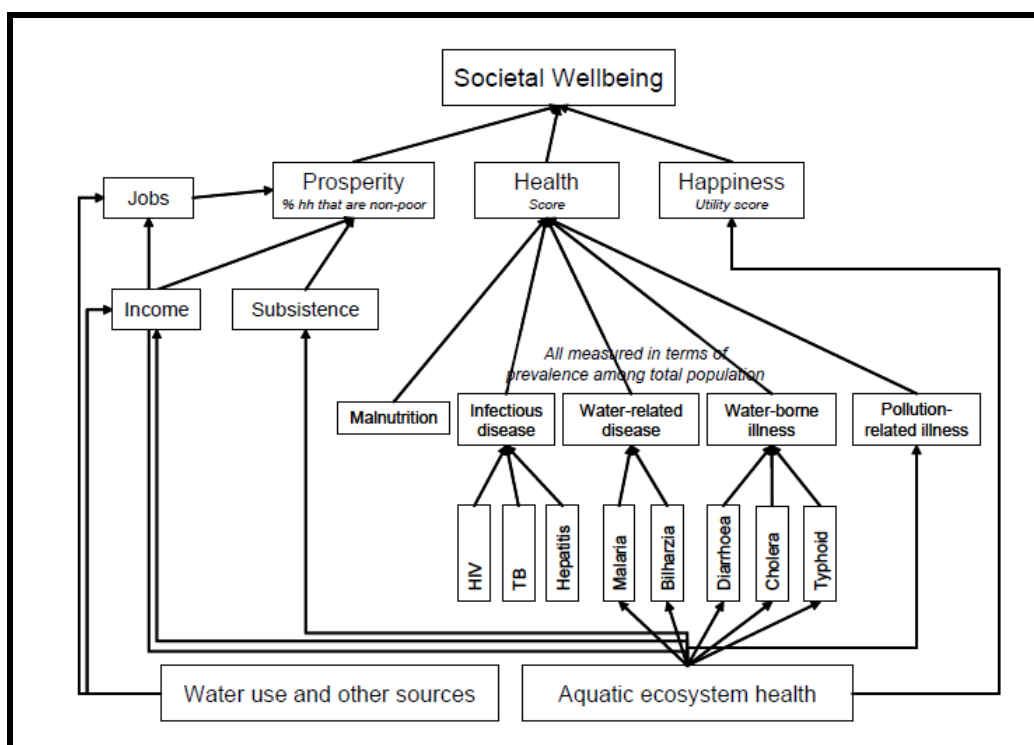 Societal Wellbeing
Jobs
Prosperity
% hh that are non-poor
Health
Score
Happiness
Utility score
Income
Subsistence
All measured in terms of
prevalence among total population
Malnutrition
Infectious
disease
Water-related
disease
Water-borne
illness
Pollution-
related illness
HIV
TB
Hepatitis
Malaria
Bilharzia
Diarrhoea
Cholera
Typhoid
Water use and other sources
Aquatic ecosystem health